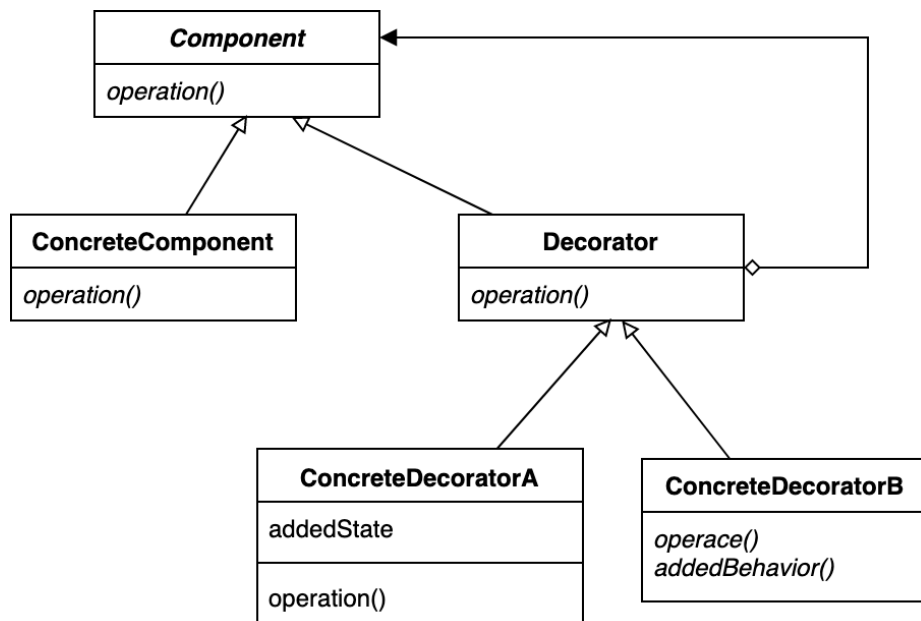 Component
operation()
ConcreteComponent
operation()
Decorator
operation()
ConcreteDecoratorA
addedState
operation()
ConcreteDecoratorB
operace()
addedBehavior()